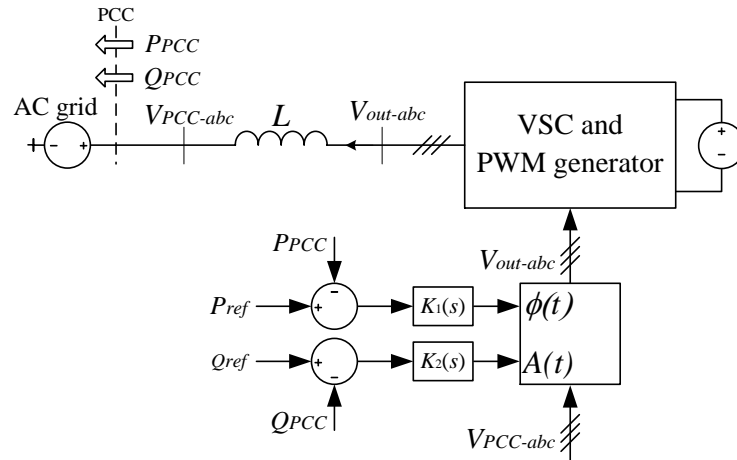 PCC
PPCC
QPCC
AC grid
VPCC-abc
L
Vout-abc
VSC and
PWM generator
PPCC
Vout-abc
Pref
K1(s)
ϕ(t)
Qref
K2(s)
A(t)
QPCC
VPCC-abc